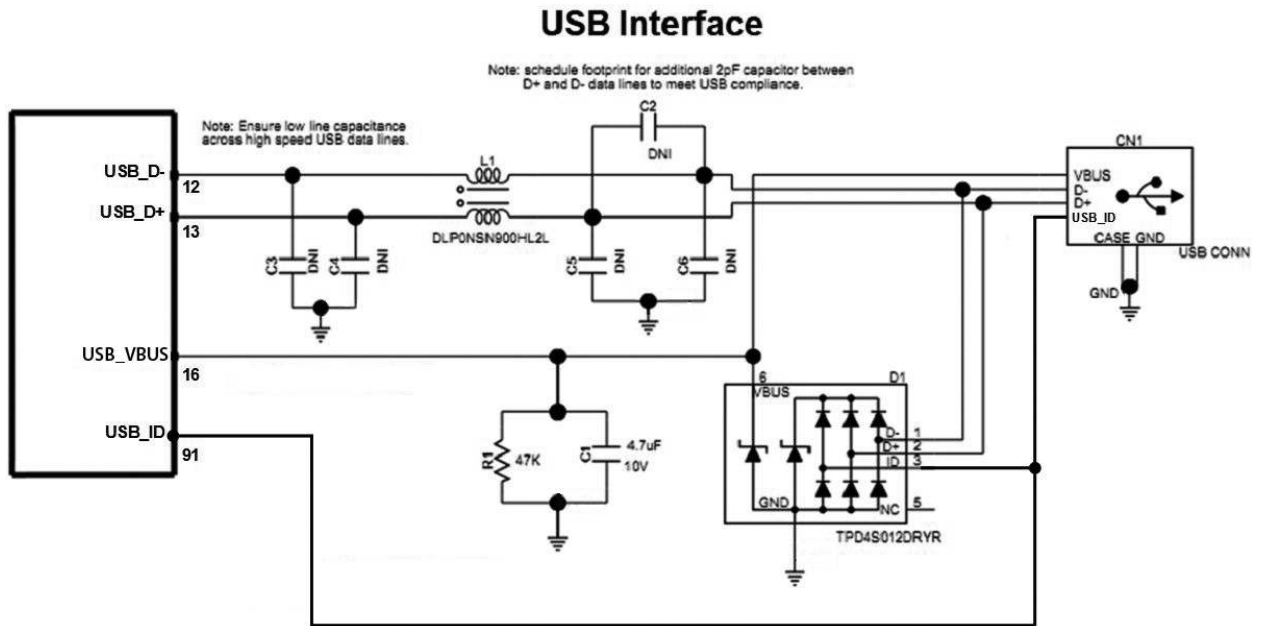 USB Interface
Note: schedule footprint for additional 2pF capacitor between
D+ and D- data lines to meet USB compliance.
C2
DNI
Note: Ensure low line capacitance
across high speed USB data lines.
L1
CN1
USB_D-
12
USB_D+
13
DLIP0NSN900HL2L
VBUS
D-
D+
USB_ID
CASE GND
USB CONN
GND
C3
DNI
C4
DNI
C5
DNI
C6
DNI
USB_VBUS
16
6
D1
VBUS
USB_ID
91
R1
47K
C1
4.7uF
10V
D- 1
D+ 2
ID 3
GND
NC 5
TPD4S012DRYR